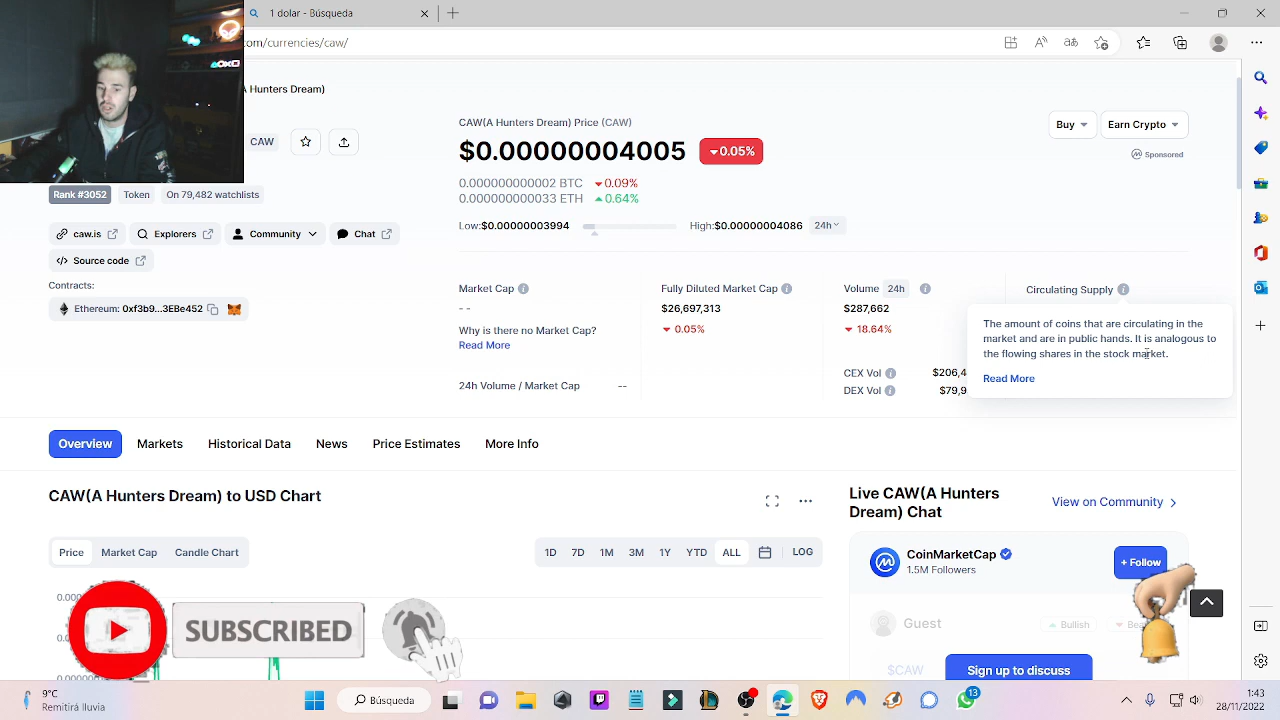 1 dolar - Búsqueda
om/currencies/caw/
A Hunters Dream)
CAW
Rank #3052 Token On 79,482 watchlists
caw.is Explorers Community Chat
Source code
Contracts:
Ethereum: 0xf3b9...3EBe452
CAW(A Hunters Dream) Price (CAW)
$0.00000004005 0.05%
0.000000000002 BTC 0.09%
0.000000000033 ETH 0.64%
Low:$0.00000003994 High:$0.00000004086 24h
Buy Earn Crypto
Sponsored
Market Cap
- -
Why is there no Market Cap?
Read More
24h Volume / Market Cap --
Fully Diluted Market Cap
$26,697,313
0.05%
Volume 24h
$287,662
18.64%
CEX Vol $206,4
DEX Vol $79,9
Circulating Supply
The amount of coins that are circulating in the
market and are in public hands. It is analogous to
the flowing shares in the stock market.
Read More
Overview Markets Historical Data News Price Estimates More Info
CAW(A Hunters Dream) to USD Chart
Price Market Cap Candle Chart
1D 7D 1M 3M 1Y YTD ALL LOG
SUBSCRIBED
Live CAW(A Hunters
Dream) Chat
View on Community
CoinMarketCap
1.5M Followers
+ Follow
Guest
Bullish
$CAW
Sign up to discuss
9°C
Remitirá lluvia
Búsqueda
13
1:43
28/11/2022